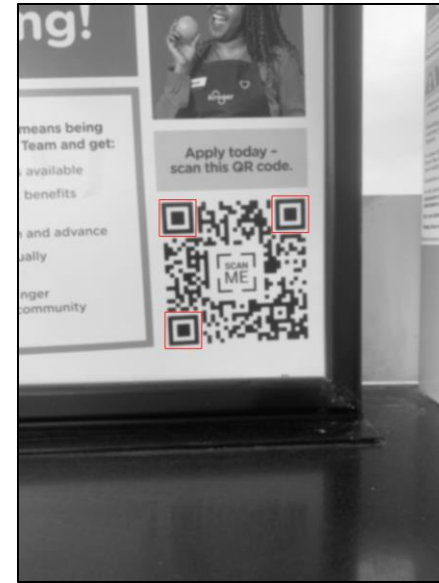 ng!
Kroger
means being
Team and get:
available
benefits
and advance
ually
nger
community
Apply today –
scan this QR code.
SCAN
ME